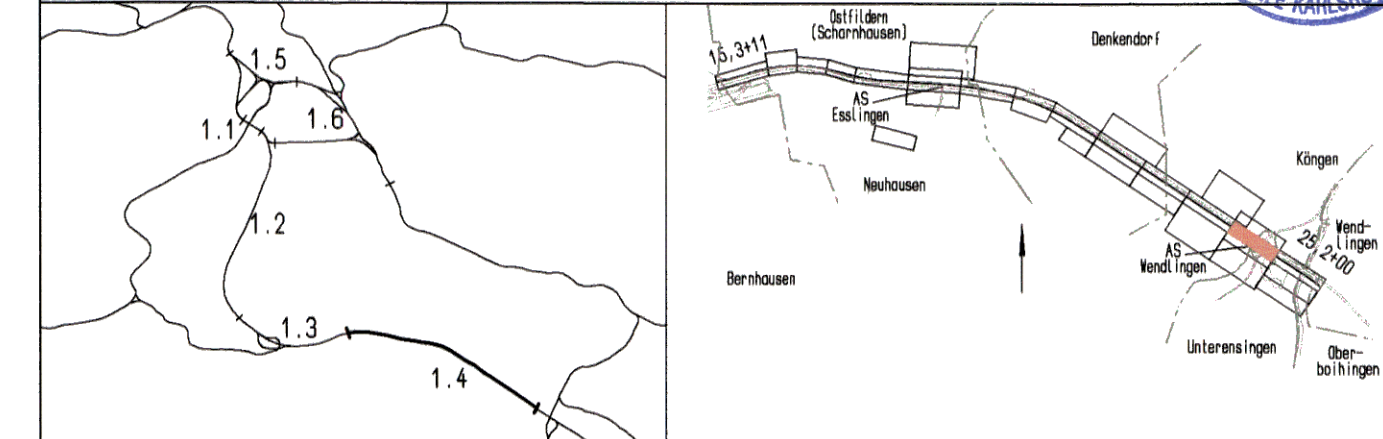 1.5
1.1
1.6
1.2
1.3
1.4
KARLSRU
Ostfildern
(Scharnhausen)
Denkendorf
15,3+11
AS
Esslingen
Neuhausen
Köngen
Wend-
lingen
25,2+00
AS
Wendlingen
Bernhausen
Unterensingen
Ober-
boihingen